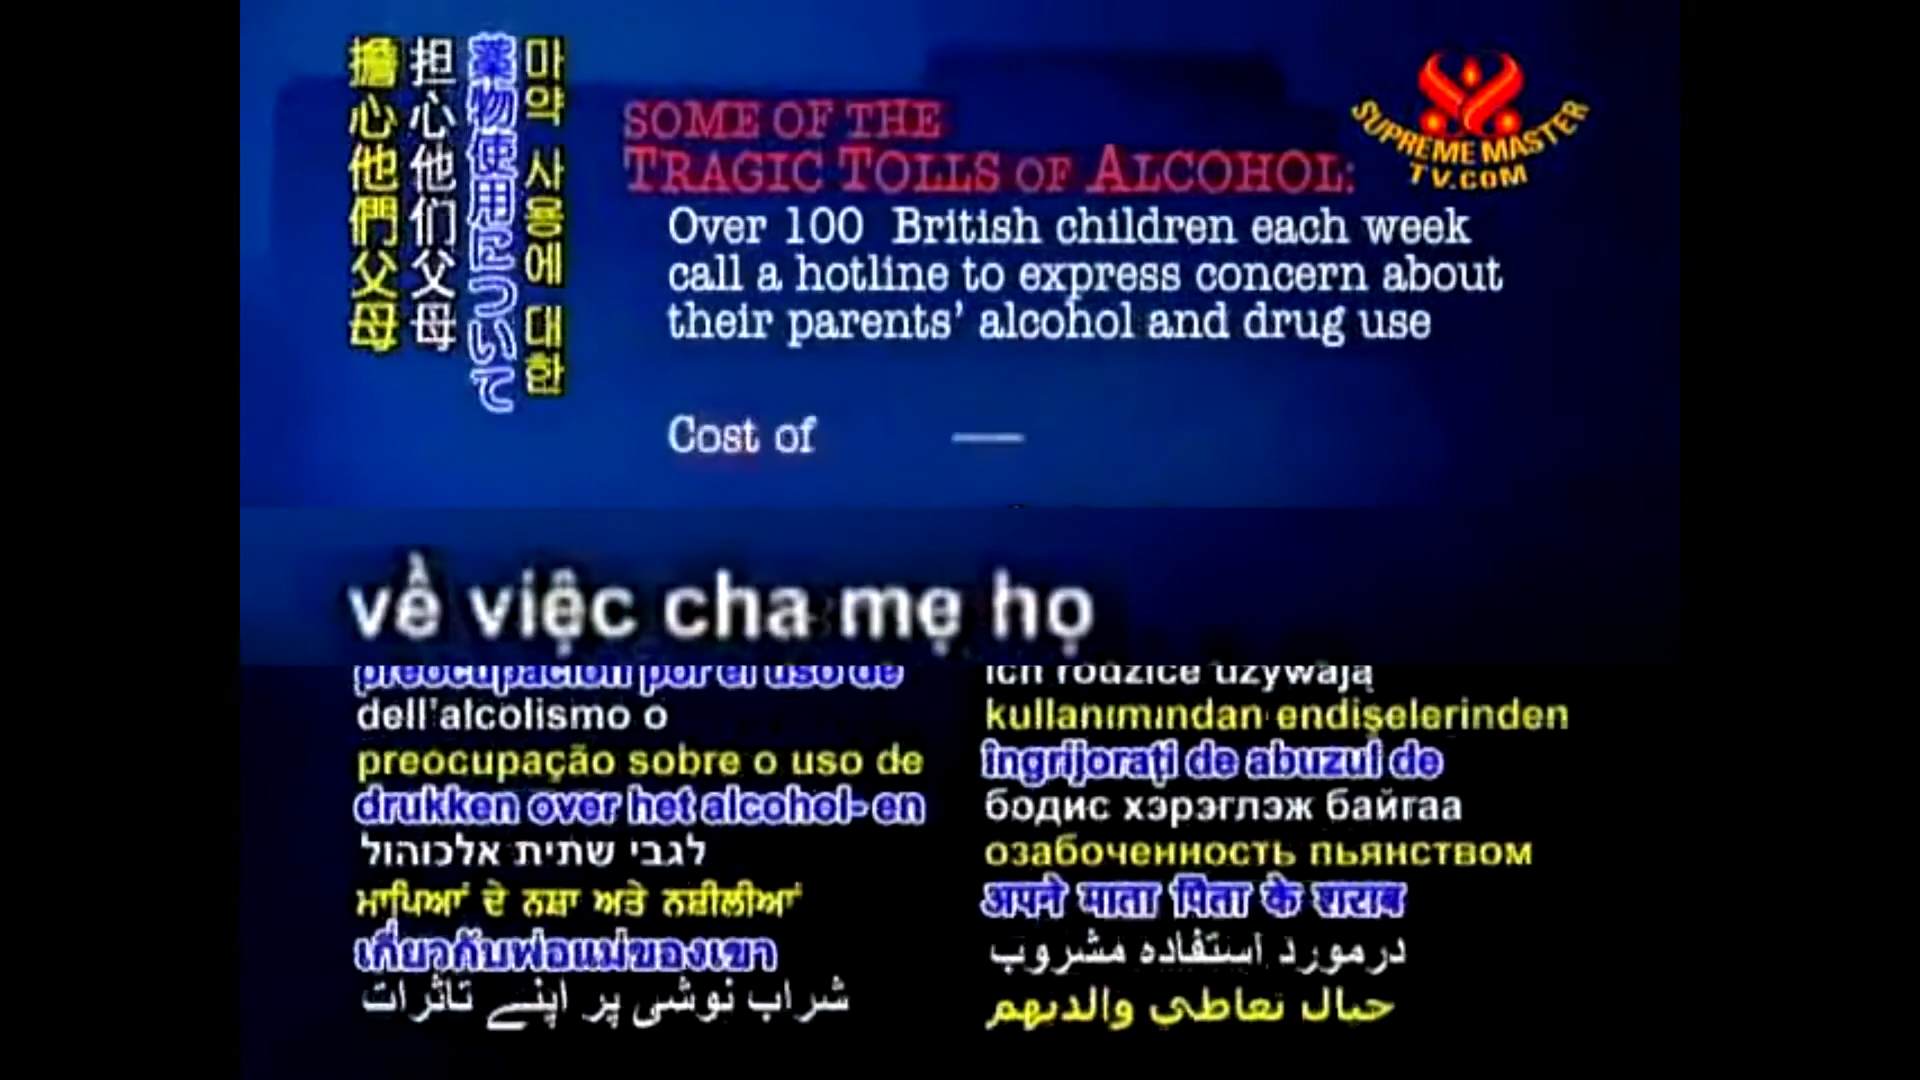 擔心他們父母
担心他们父母
薬物使用について
마약 사용에 대한
SOME OF THE
TRAGIC TOLLS OF ALCOHOL:
SUPREME MASTER
TV.COM
Over 100 British children each week
call a hotline to express concern about
their parents' alcohol and drug use
Cost of —
về việc cha mẹ họ
preocupación por el uso de
dell'alcolismo o
preocupação sobre o uso de
drukken over het alcohol- en
לגבי שתית אלכוהול
ਮਾਪਿਆਂ ਦੇ ਨਸ਼ਾ ਅਤੇ ਨਸ਼ੀਲੀਆਂ
เกี่ยวกับพ่อแม่ของเขา
شراب نوشی پر اپنے تاثرات
ich rodzice używają
kullanımından endişelerinden
îngrijoraţi de abuzul de
бодис хэрэглэж байгаа
озабоченность пьянством
अपने माता पिता के शराब
درمورد استفاده مشروب
حيال تعاطي والديهم